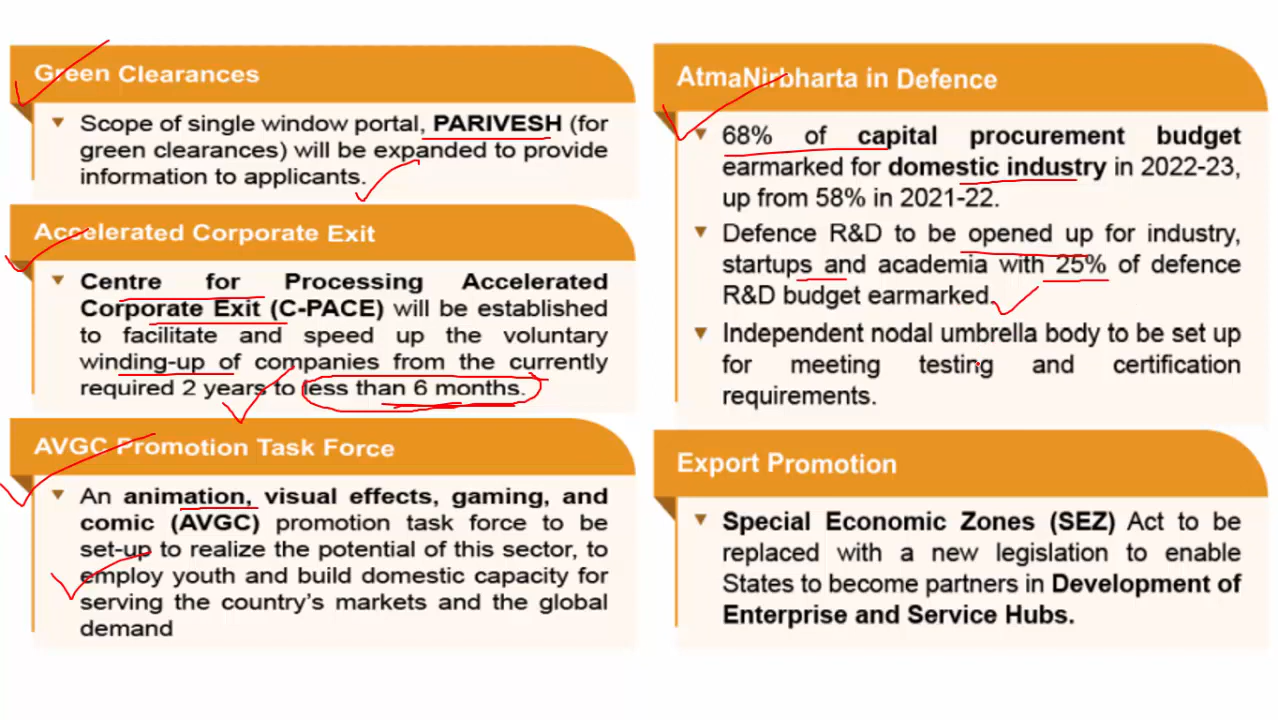 Green Clearances
Scope of single window portal, PARIVESH (for
green clearances) will be expanded to provide
information to applicants.
Accelerated Corporate Exit
Centre for Processing Accelerated
Corporate Exit (C-PACE) will be established
to facilitate and speed up the voluntary
winding-up of companies from the currently
required 2 years to less than 6 months.
AVGC Promotion Task Force
An animation, visual effects, gaming, and
comic (AVGC) promotion task force to be
set-up to realize the potential of this sector, to
employ youth and build domestic capacity for
serving the country's markets and the global
demand
AtmaNirbharta in Defence
68% of capital procurement budget
earmarked for domestic industry in 2022-23,
up from 58% in 2021-22.
Defence R&D to be opened up for industry,
startups and academia with 25% of defence
R&D budget earmarked.
Independent nodal umbrella body to be set up
for meeting testing and certification
requirements.
Export Promotion
Special Economic Zones (SEZ) Act to be
replaced with a new legislation to enable
States to become partners in Development of
Enterprise and Service Hubs.